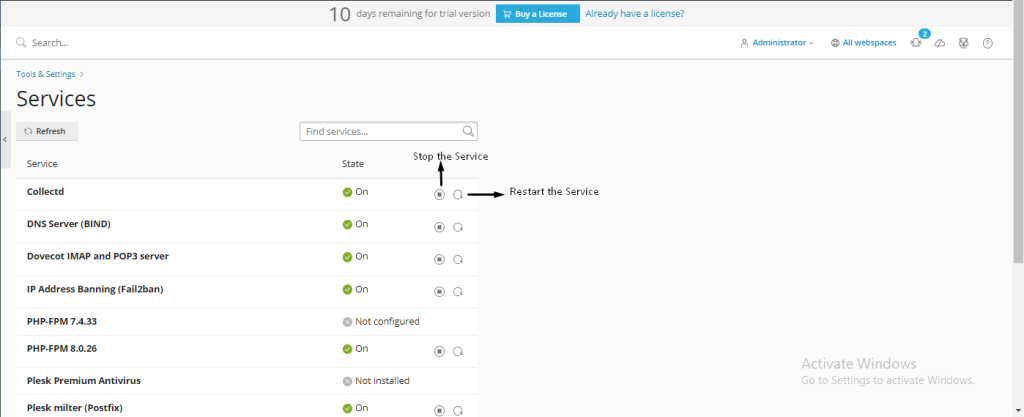 10 days remaining for trial version Buy a License Already have a license?
Search... Administrator All webspaces 2
Tools & Settings >
Services
Refresh Find services...
Stop the Service
Service State
Collectd On Restart the Service
DNS Server (BIND) On
Dovecot IMAP and POP3 server On
IP Address Banning (Fail2ban) On
PHP-FPM 7.4.33 Not configured
PHP-FPM 8.0.26 On
Activate Windows
Go to Settings to activate Windows.
Plesk Premium Antivirus Not installed
Plesk milter (Postfix) On